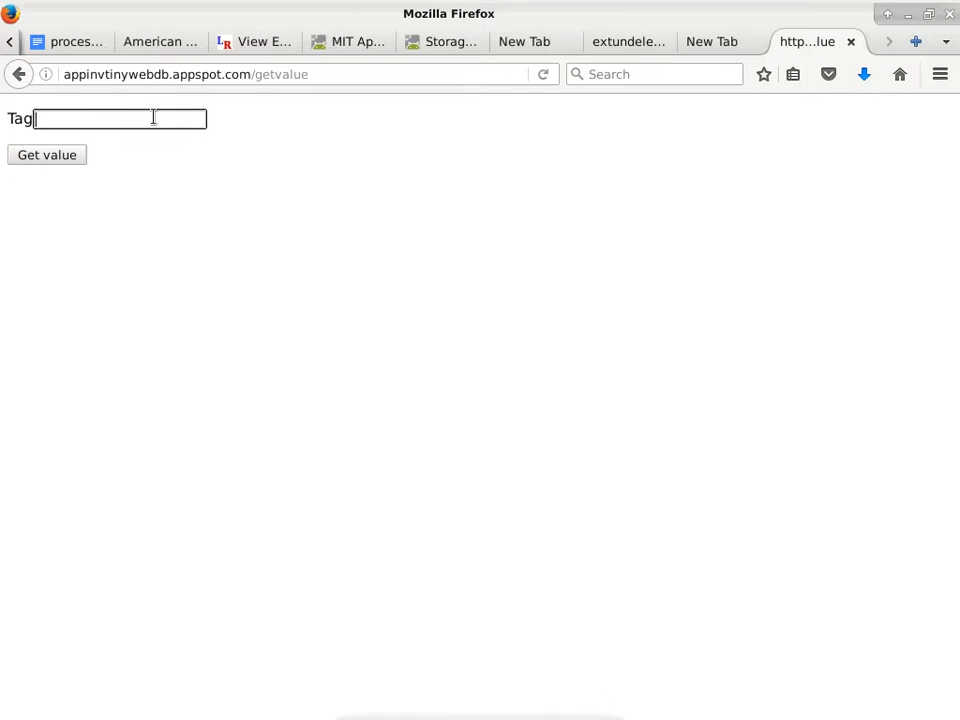 Mozilla Firefox
proces... American ... LR View E... MIT Ap... Storag... New Tab extundele... New Tab http...lue
appinvtinywebdb.appspot.com/getvalue Search
Tag
Get value